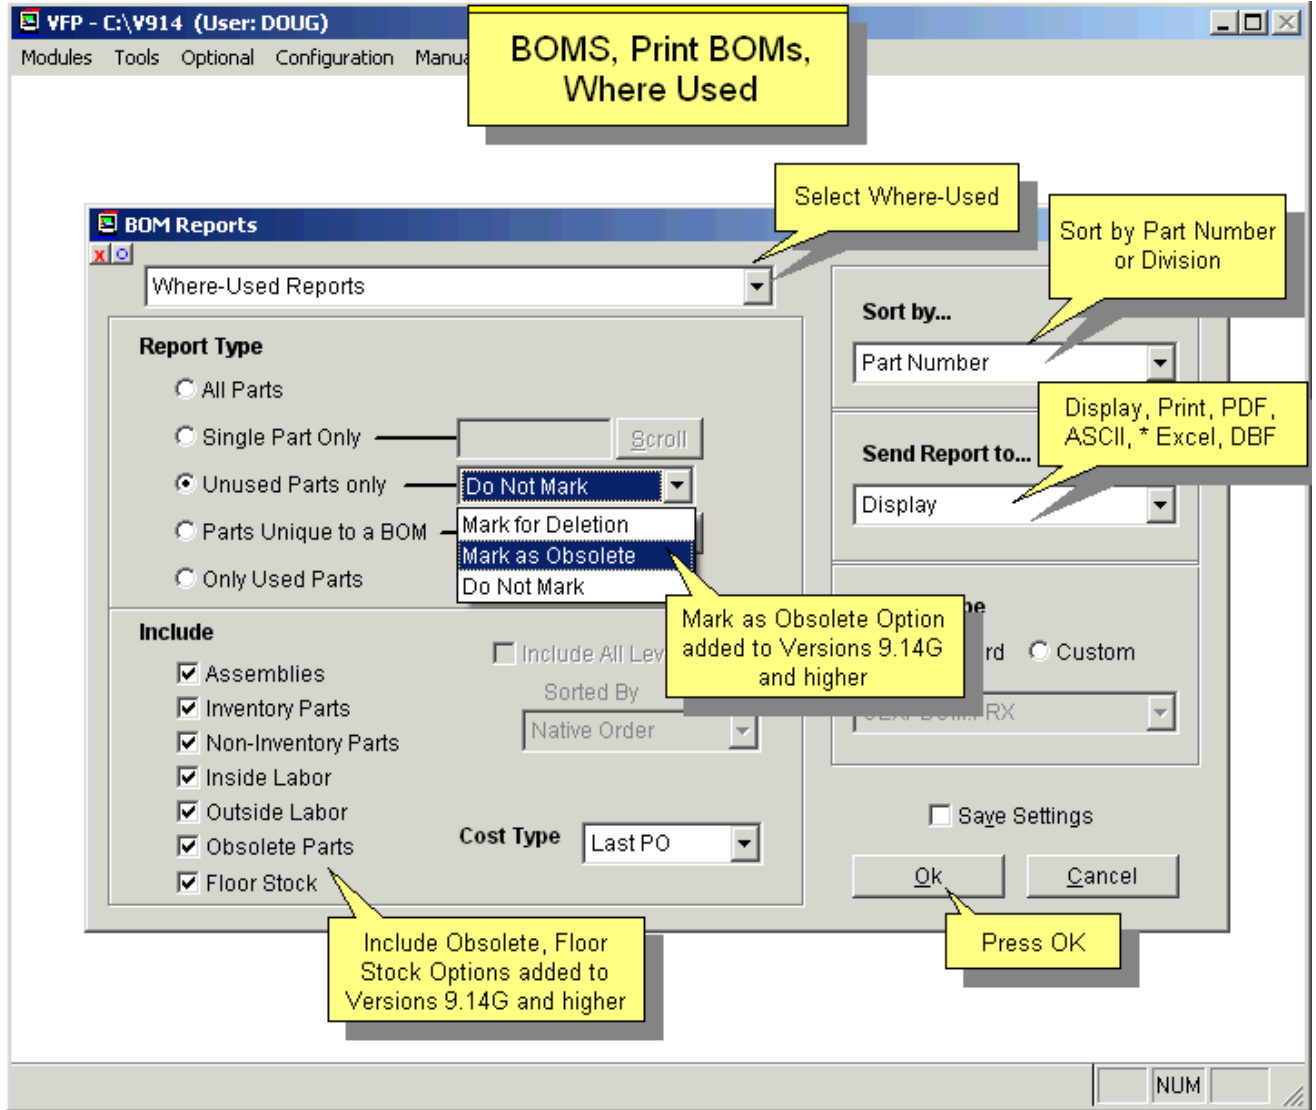 VFP - C:\V914 (User: DOUG)
Modules Tools Optional Configuration Manua
BOMS, Print BOMs,
Where Used
Select Where-Used
BOM Reports
Sort by Part Number
or Division
Where-Used Reports
Sort by...
Part Number
Report Type
All Parts
Single Part Only
Scroll
Unused Parts only
Do Not Mark
Mark for Deletion
Mark as Obsolete
Do Not Mark
Parts Unique to a BOM
Only Used Parts
Display, Print, PDF,
ASCII, * Excel, DBF
Send Report to...
Display
Mark as Obsolete Option
added to Versions 9.14G
and higher
Custom
Include
Assemblies
Inventory Parts
Non-Inventory Parts
Inside Labor
Outside Labor
Obsolete Parts
Floor Stock
Include All Lev
Sorted By
Native Order
Cost Type
Last PO
Save Settings
Ok
Cancel
Press OK
Include Obsolete, Floor
Stock Options added to
Versions 9.14G and higher
NUM